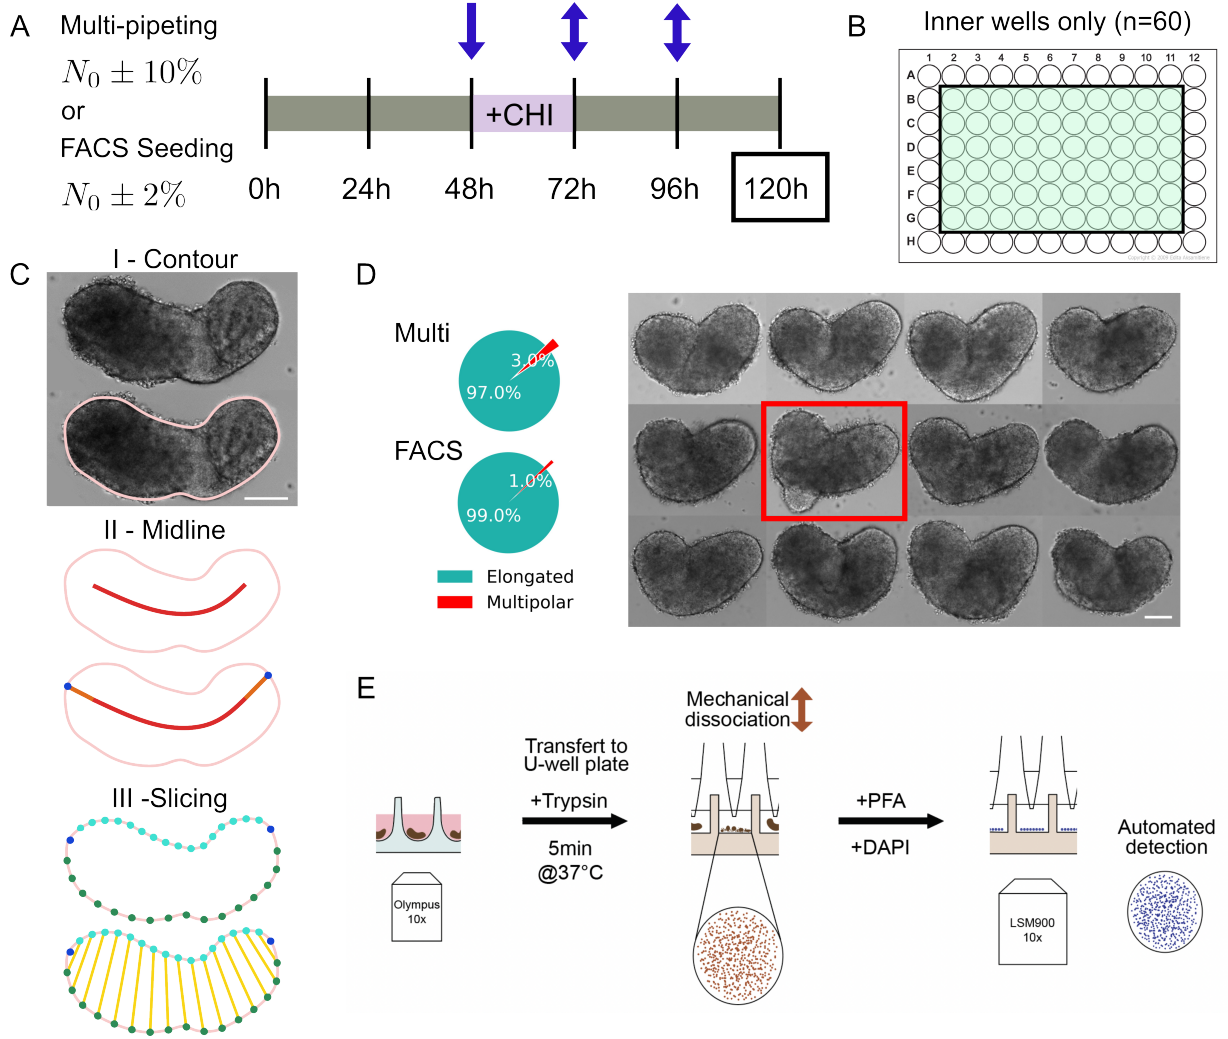 A
Multi-pipeting
N₀ ± 10%
or
FACS Seeding
N₀ ± 2%
+CHI
0h 24h 48h 72h 96h 120h
B
Inner wells only (n=60)
1 2 3 4 5 6 7 8 9 10 11 12
A
B
C
D
E
F
G
H
C
I - Contour
II - Midline
III -Slicing
D
Multi
3.0%
97.0%
FACS
1.0%
99.0%
Elongated
Multipolar
E
Olympus
10x
Transfert to
U-well plate
+Trypsin
5min
@37°C
Mechanical
dissociation
+PFA
+DAPI
LSM900
10x
Automated
detection